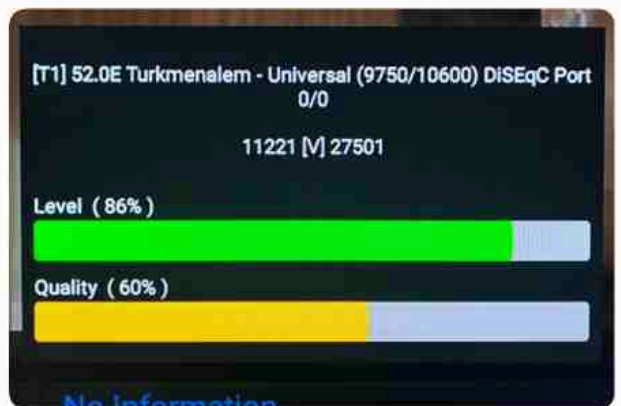 [T1] 52.0E Turkmenalem - Universal (9750/10600) DiSEqC Port
0/0
11221 [V] 27501
Level ( 86% )
Quality ( 60% )
No Information